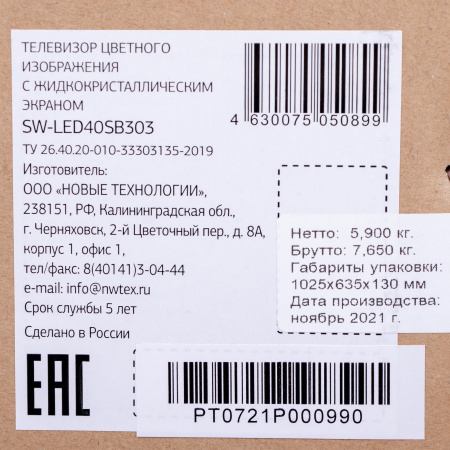 ТЕЛЕВИЗОР ЦВЕТНОГО
ИЗОБРАЖЕНИЯ
С ЖИДКОКРИСТАЛЛИЧЕСКИМ
ЭКРАНОМ
SW-LED40SB303
ТУ 26.40.20-010-33303135-2019
4 630075 050899
Изготовитель:
ООО «НОВЫЕ ТЕХНОЛОГИИ»,
238151, РФ, Калининградская обл.,
г. Черняховск, 2-й Цветочный пер., д. 8А,
корпус 1, офис 1,
тел/факс: 8(40141)3-04-44
e-mail: info@nwtex.ru
Срок службы 5 лет
Сделано в России
Нетто: 5,900 кг.
Брутто: 7,650 кг.
Габариты упаковки:
1025x635x130 мм
Дата производства:
ноябрь 2021 г.
EAC
PT0721P000990